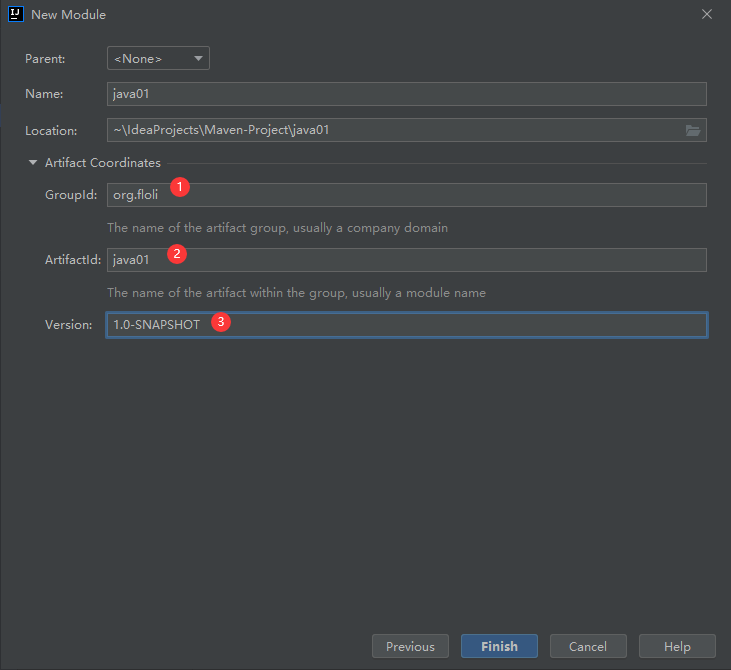 IJ New Module
Parent: <None>
Name: java01
Location: ~\IdeaProjects\Maven-Project\java01
Artifact Coordinates
GroupId: org.floli 1
The name of the artifact group, usually a company domain
ArtifactId: java01 2
The name of the artifact within the group, usually a module name
Version: 1.0-SNAPSHOT 3
Previous Finish Cancel Help